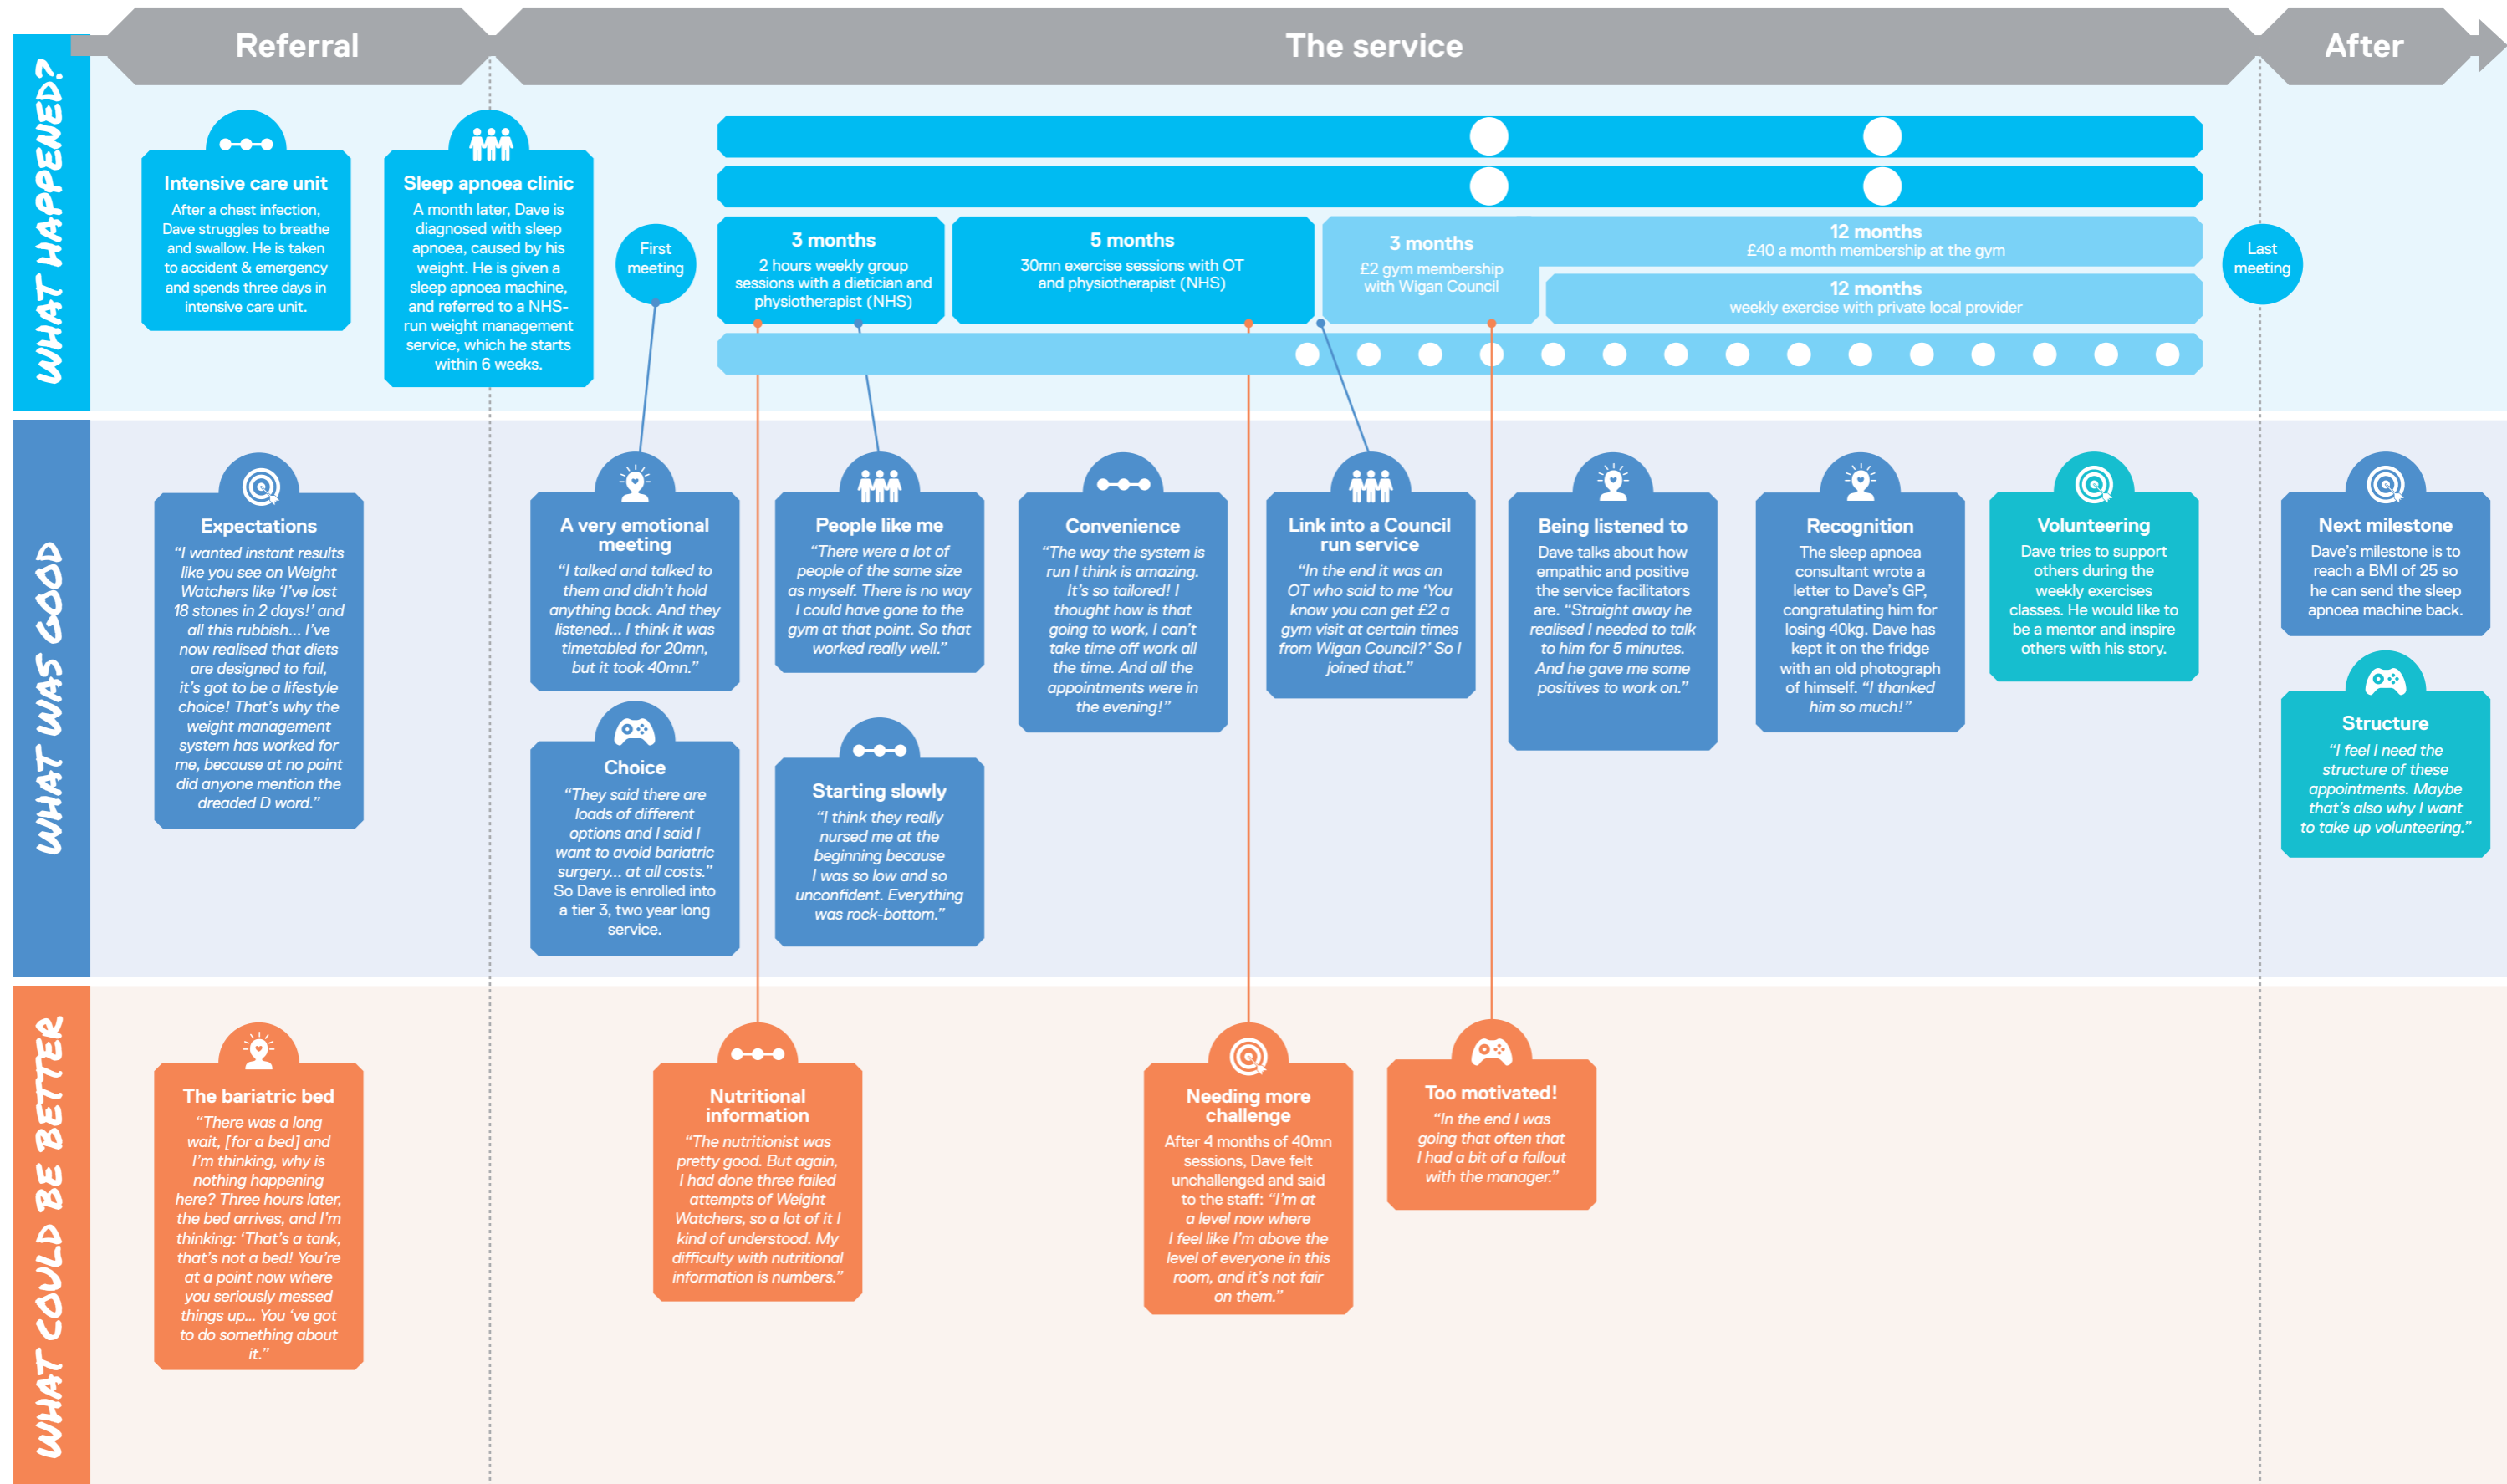 Referral
The service
After
WHAT HAPPENED?
Intensive care unit
After a chest infection,
Dave struggles to breathe
and swallow. He is taken
to accident & emergency
and spends three days in
intensive care unit.
Sleep apnoea clinic
A month later, Dave is
diagnosed with sleep
apnoea, caused by his
weight. He is given a
sleep apnoea machine,
and referred to a NHS-
run weight management
service, which he starts
within 6 weeks.
First
meeting
3 months
2 hours weekly group
sessions with a dietician and
physiotherapist (NHS)
5 months
30mn exercise sessions with OT
and physiotherapist (NHS)
3 months
£2 gym membership
with Wigan Council
12 months
£40 a month membership at the gym
12 months
weekly exercise with private local provider
Last
meeting
WHAT WAS GOOD
Expectations
“I wanted instant results
like you see on Weight
Watchers like ‘I’ve lost
18 stones in 2 days!’ and
all this rubbish... I’ve
now realised that diets
are designed to fail,
it’s got to be a lifestyle
choice! That’s why the
weight management
system has worked for
me, because at no point
did anyone mention the
dreaded D word.”
A very emotional
meeting
“I talked and talked to
them and didn’t hold
anything back. And they
listened... I think it was
timetabled for 20mn,
but it took 40mn.”
Choice
“They said there are
loads of different
options and I said I
want to avoid bariatric
surgery... at all costs.”
So Dave is enrolled into
a tier 3, two year long
service.
People like me
“There were a lot of
people of the same size
as myself. There is no way
I could have gone to the
gym at that point. So that
worked really well.”
Starting slowly
“I think they really
nursed me at the
beginning because
I was so low and so
unconfident. Everything
was rock-bottom.”
Convenience
“The way the system is
run I think is amazing.
It’s so tailored! I
thought how is that
going to work, I can’t
take time off work all
the time. And all the
appointments were in
the evening!”
Link into a Council
run service
“In the end it was an
OT who said to me ‘You
know you can get £2 a
gym visit at certain times
from Wigan Council?’ So I
joined that.”
Being listened to
Dave talks about how
empathic and positive
the service facilitators
are. “Straight away he
realised I needed to talk
to him for 5 minutes.
And he gave me some
positives to work on.”
Recognition
The sleep apnoea
consultant wrote a
letter to Dave’s GP,
congratulating him for
losing 40kg. Dave has
kept it on the fridge
with an old photograph
of himself. “I thanked
him so much!”
Volunteering
Dave tries to support
others during the
weekly exercises
classes. He would like to
be a mentor and inspire
others with his story.
Next milestone
Dave’s milestone is to
reach a BMI of 25 so
he can send the sleep
apnoea machine back.
Structure
“I feel I need the
structure of these
appointments. Maybe
that’s also why I want
to take up volunteering.”
WHAT COULD BE BETTER
The bariatric bed
“There was a long
wait, [for a bed] and
I’m thinking, why is
nothing happening
here? Three hours later,
the bed arrives, and I’m
thinking: ‘That’s a tank,
that’s not a bed! You’re
at a point now where
you seriously messed
things up... You ‘ve got
to do something about
it.”
Nutritional
information
“The nutritionist was
pretty good. But again,
I had done three failed
attempts of Weight
Watchers, so a lot of it I
kind of understood. My
difficulty with nutritional
information is numbers.”
Needing more
challenge
After 4 months of 40mn
sessions, Dave felt
unchallenged and said
to the staff: “I’m at
a level now where
I feel like I’m above the
level of everyone in this
room, and it’s not fair
on them.”
Too motivated!
“In the end I was
going that often that
I had a bit of a fallout
with the manager.”